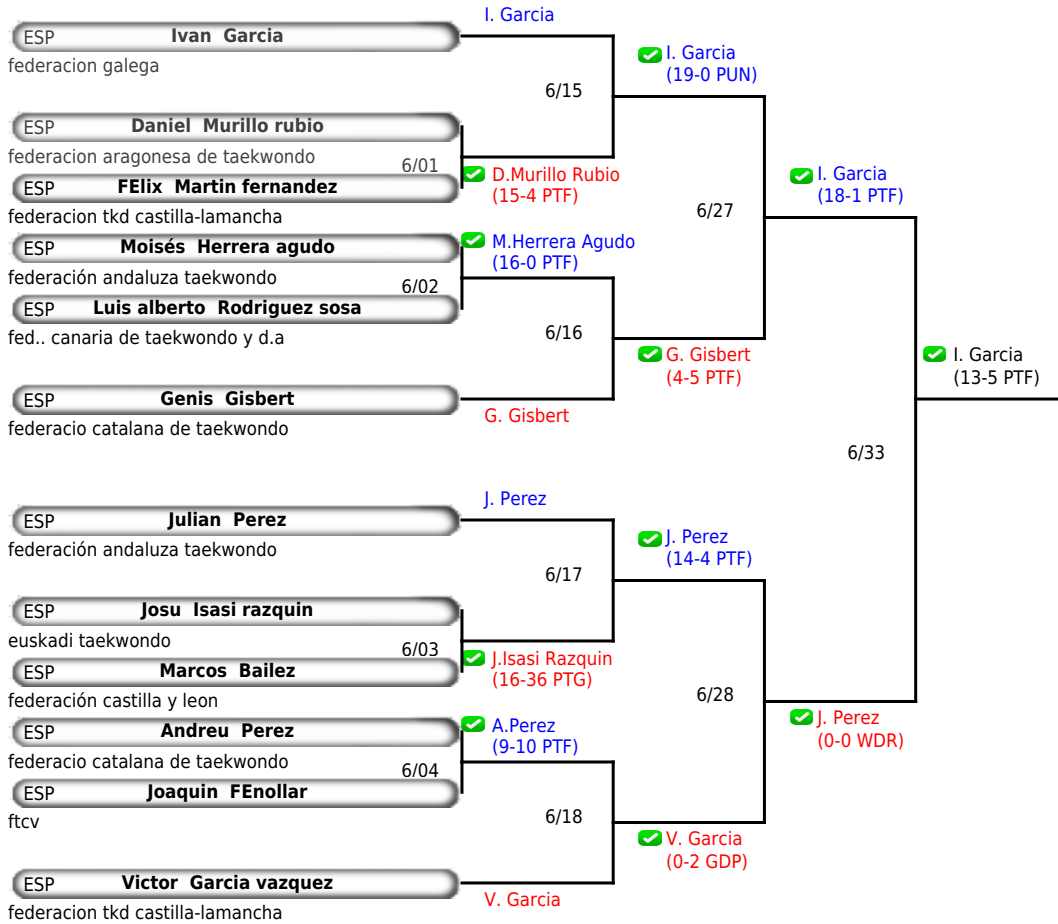 I. Garcia
ESP Ivan Garcia
federacion galega
I. Garcia
(19-0 PUN)
6/15
ESP Daniel Murillo rubio
federacion aragonesa de taekwondo
6/01
D.Murillo Rubio
(15-4 PTF)
ESP FElix Martin fernandez
federacion tkd castilla-lamancha
I. Garcia
(18-1 PTF)
6/27
ESP Moisés Herrera agudo
federación andaluza taekwondo
M.Herrera Agudo
(16-0 PTF)
6/02
ESP Luis alberto Rodriguez sosa
fed.. canaria de taekwondo y d.a
6/16
G. Gisbert
(4-5 PTF)
I. Garcia
(13-5 PTF)
ESP Genis Gisbert
federacio catalana de taekwondo
G. Gisbert
6/33
J. Perez
ESP Julian Perez
federación andaluza taekwondo
J. Perez
(14-4 PTF)
6/17
ESP Josu Isasi razquin
euskadi taekwondo
6/03
J.Isasi Razquin
(16-36 PTG)
ESP Marcos Bailez
federación castilla y leon
6/28
J. Perez
(0-0 WDR)
ESP Andreu Perez
federacio catalana de taekwondo
A.Perez
(9-10 PTF)
6/04
ESP Joaquin FEnollar
ftcv
6/18
V. Garcia
(0-2 GDP)
ESP Victor Garcia vazquez
federacion tkd castilla-lamancha
V. Garcia